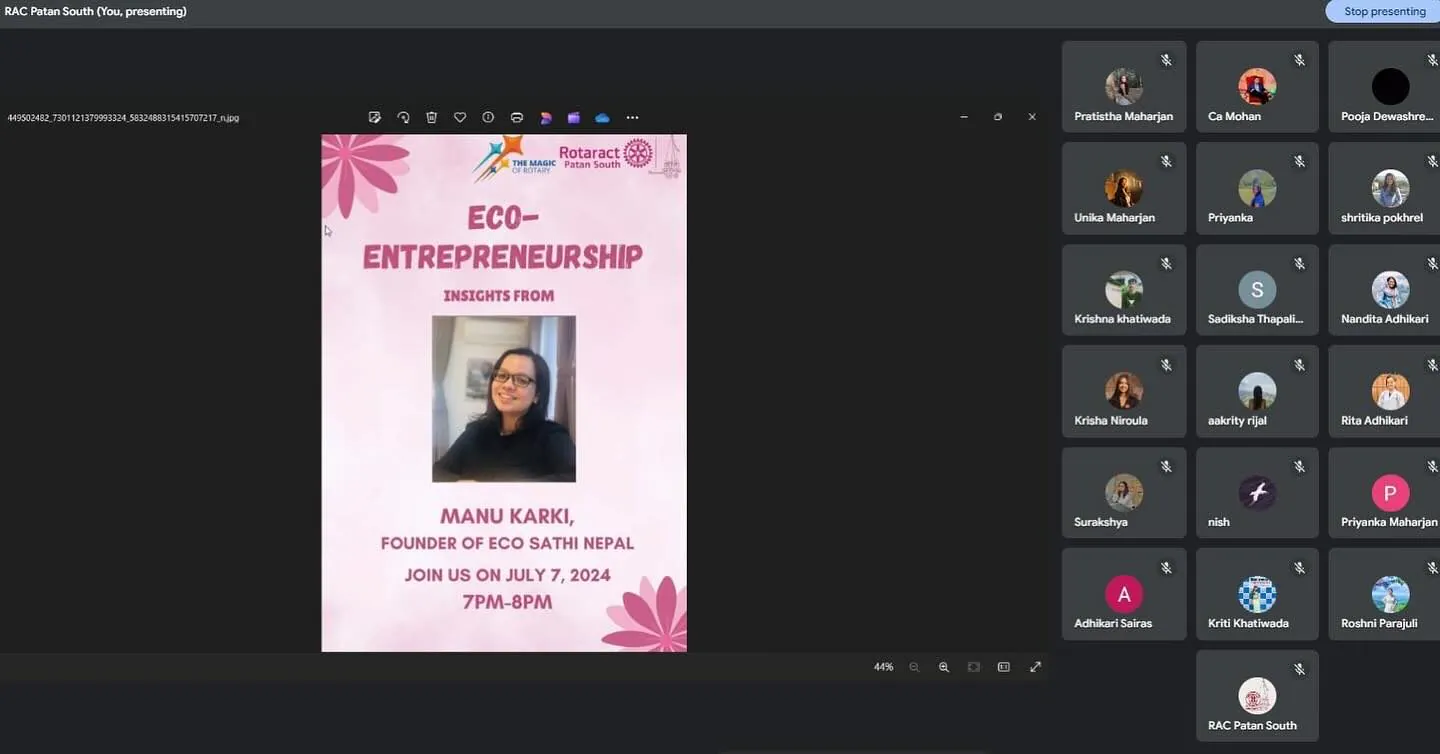 RAC Patan South (You, presenting)
Stop presenting
449502482_7301121379993324_5832488315415707217_n.jpg
THE MAGIC
OF ROTARY
Rotaract
Patan South
ECO-
ENTREPRENEURSHIP
INSIGHTS FROM
MANU KARKI,
FOUNDER OF ECO SATHI NEPAL
JOIN US ON JULY 7, 2024
7PM-8PM
44%
Pratistha Maharjan
Ca Mohan
Pooja Dewashre...
Unika Maharjan
Priyanka
shritika pokhrel
Krishna khatiwada
S
Sadiksha Thapali...
Nandita Adhikari
Krisha Niroula
aakrity rijal
Rita Adhikari
Surakshya
nish
P
Priyanka Maharjan
A
Adhikari Sairas
Kriti Khatiwada
Roshni Parajuli
RAC Patan South